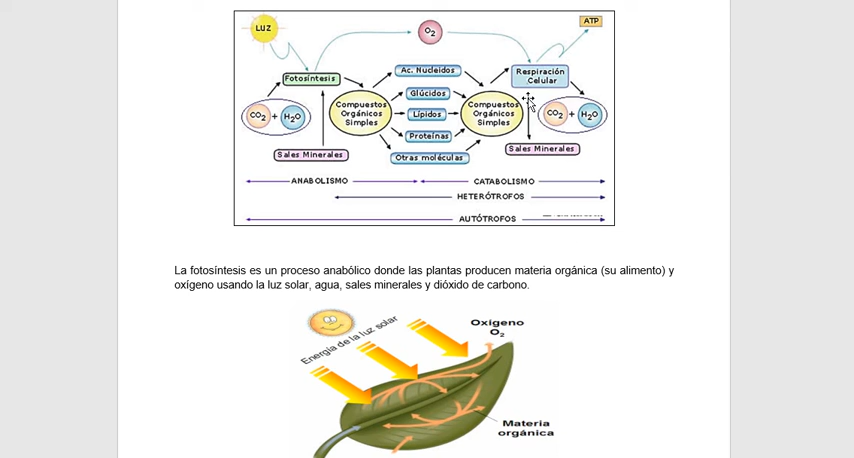 LUZ
O2
ATP
Fotosíntesis
Ac. Nucleidos
Respiración
Celular
Glúcidos
CO2 + H2O
Compuestos
Orgánicos
Simples
Lípidos
Compuestos
Orgánicos
Simples
CO2 + H2O
Proteínas
Sales Minerales
Otras moléculas
Sales Minerales
ANABOLISMO
CATABOLISMO
HETERÓTROFOS
AUTÓTROFOS
La fotosíntesis es un proceso anabólico donde las plantas producen materia orgánica (su alimento) y
oxígeno usando la luz solar, agua, sales minerales y dióxido de carbono.
Energía de la luz solar
Oxígeno
O2
Materia
orgánica